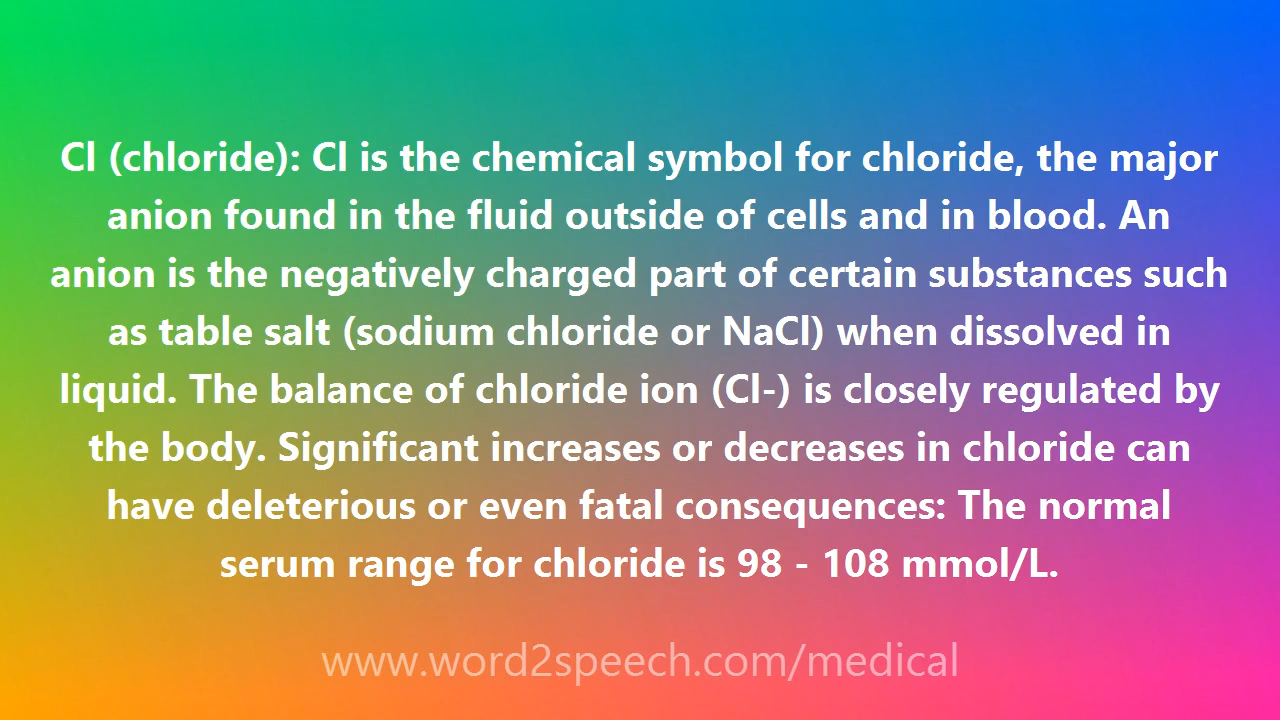 Cl (chloride): Cl is the chemical symbol for chloride, the major
anion found in the fluid outside of cells and in blood. An
anion is the negatively charged part of certain substances such
as table salt (sodium chloride or NaCl) when dissolved in
liquid. The balance of chloride ion (Cl-) is closely regulated by
the body. Significant increases or decreases in chloride can
have deleterious or even fatal consequences: The normal
serum range for chloride is 98 - 108 mmol/L.
www.word2speech.com/medical